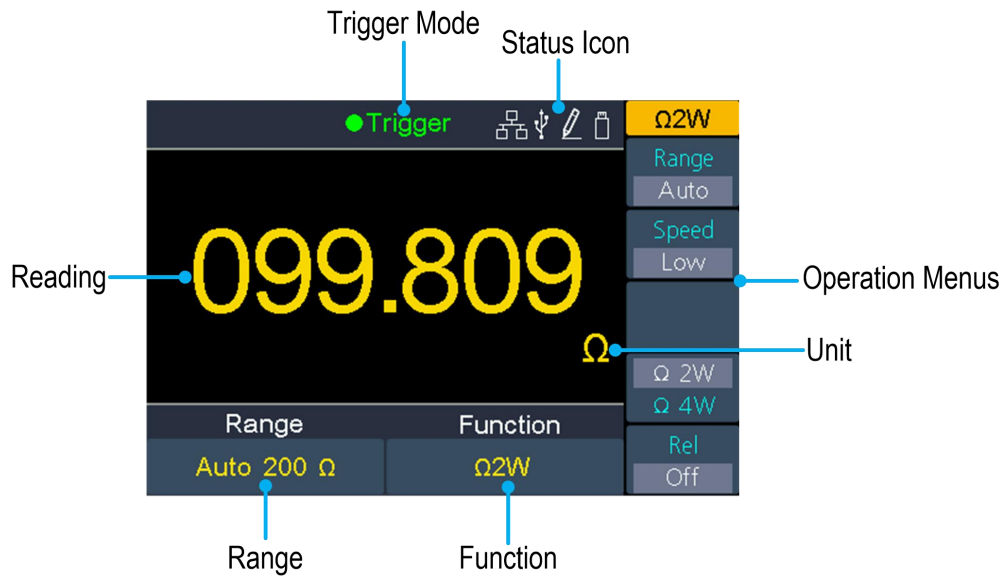 Trigger Mode
Status Icon
Trigger
Ω2W
Range
Auto
Speed
Low
Reading
099.809
Operation Menus
Ω
Unit
Ω 2W
Ω 4W
Range
Function
Rel
Auto 200 Ω
Ω2W
Off
Range
Function